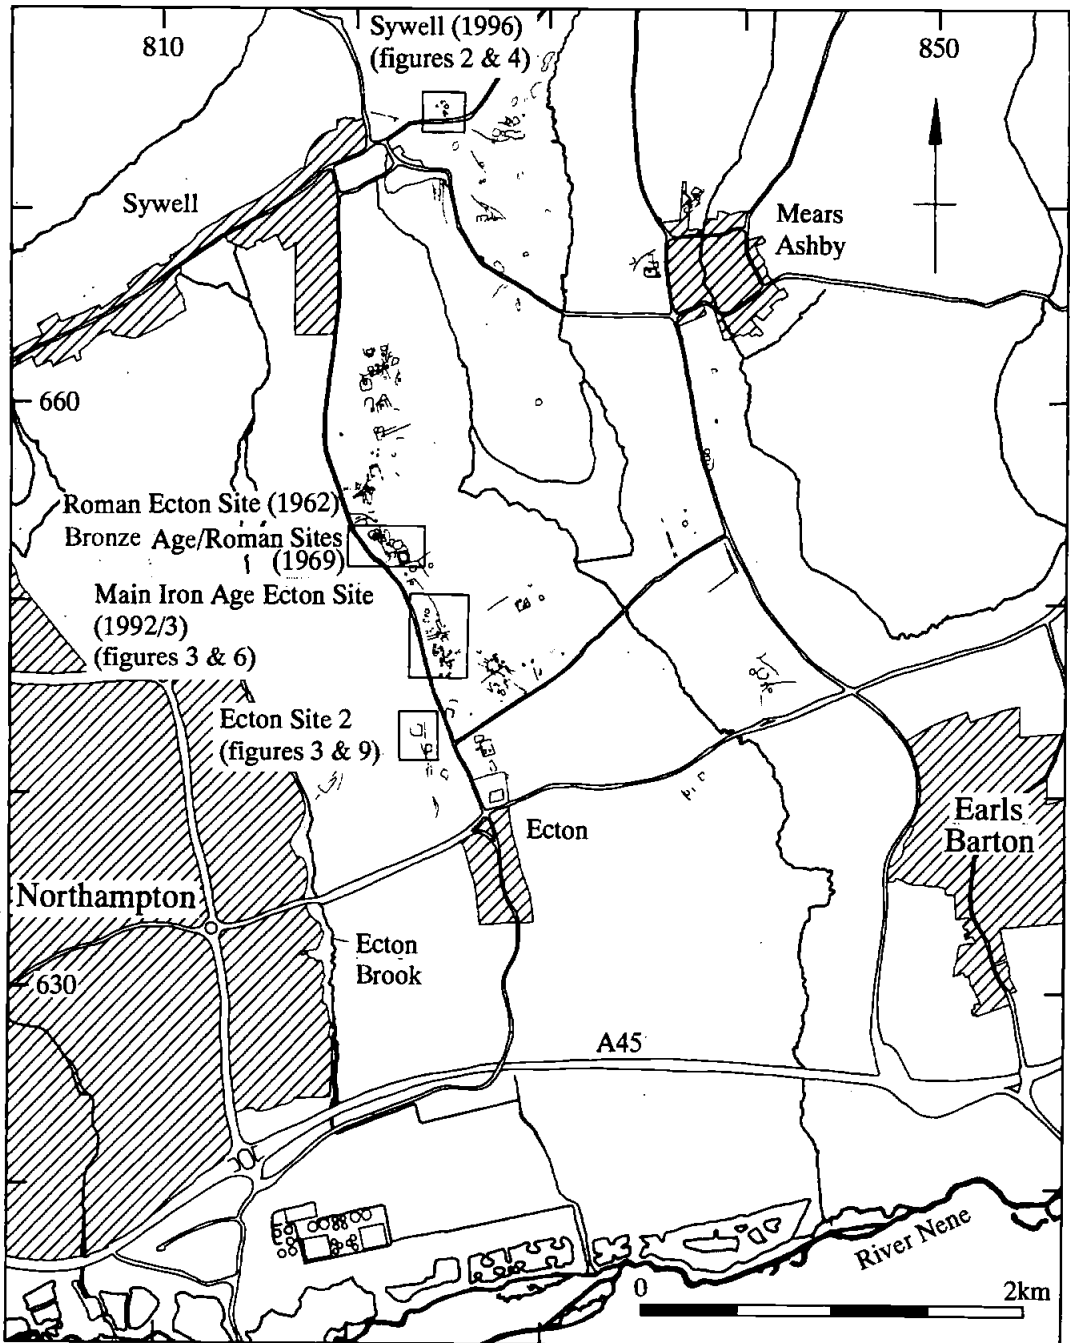 810
Sywell (1996)
(figures 2 & 4)
850
Sywell
Mears
Ashby
660
Roman Ecton Site (1962)
Bronze Age/Roman Sites
(1969)
Main Iron Age Ecton Site
(1992/3)
(figures 3 & 6)
Ecton Site 2
(figures 3 & 9)
Ecton
Earls
Barton
Northampton
Ecton
Brook
630
A45
River Nene
0
2km